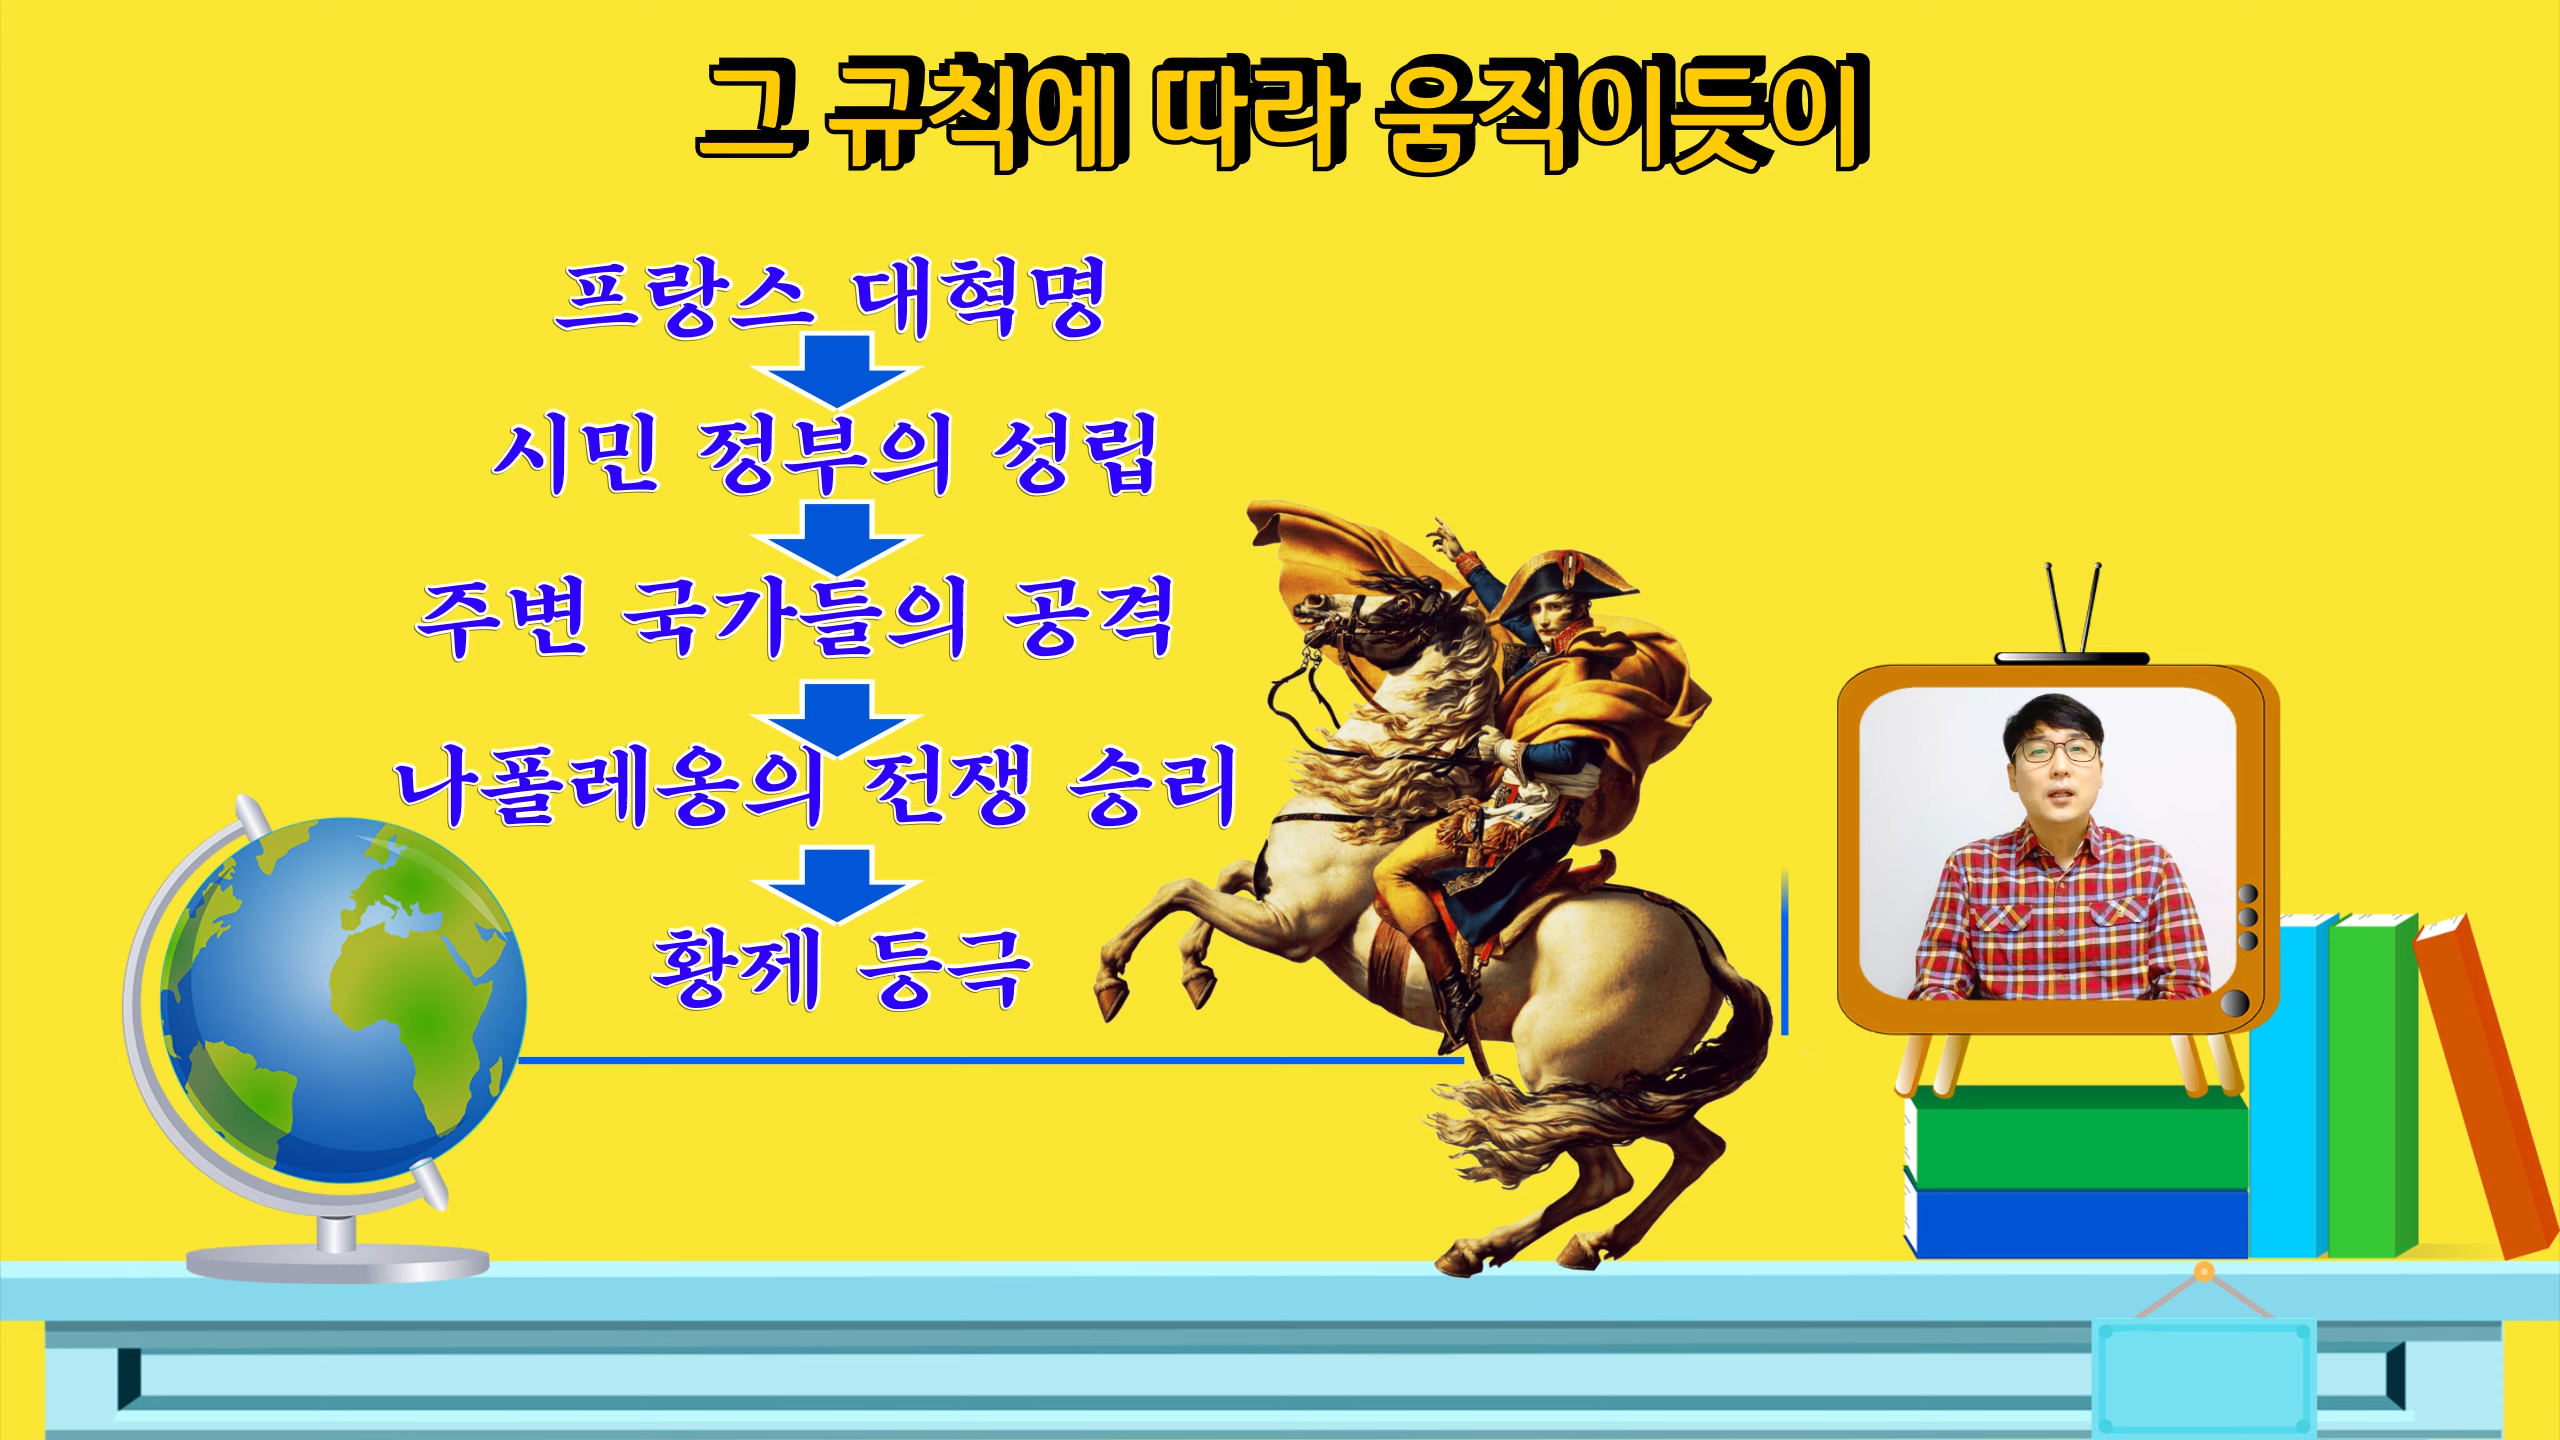 그 규칙에 따라 움직이듯이
프랑스 대혁명
시민 정부의 성립
주변 국가들의 공격
나폴레옹의 전쟁 승리
황제 등극